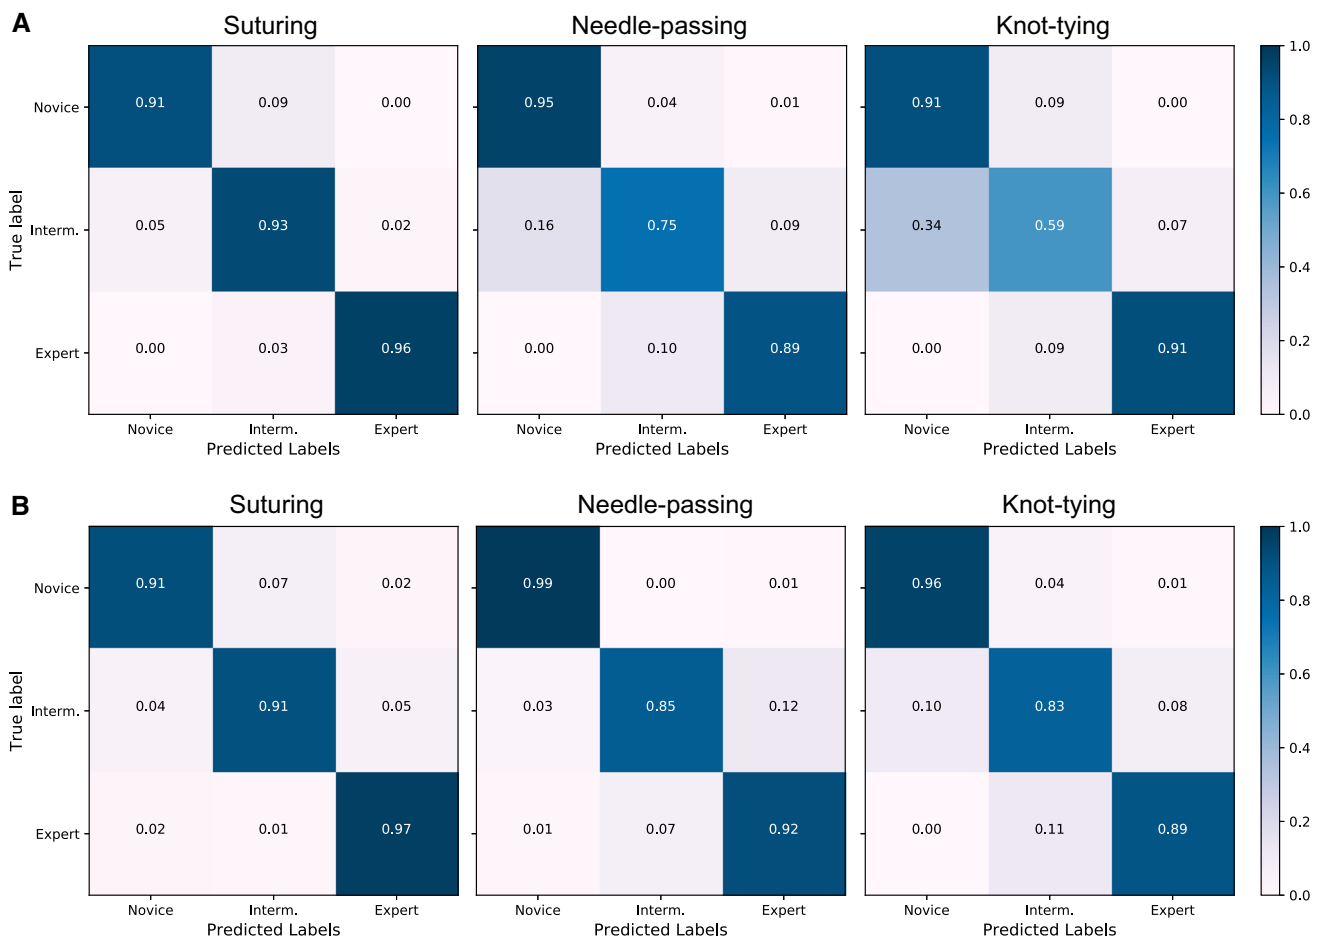 A
Suturing Needle-passing Knot-tying
True label
Novice 0.91 0.09 0.00 0.95 0.04 0.01 0.91 0.09 0.00
Interm. 0.05 0.93 0.02 0.16 0.75 0.09 0.34 0.59 0.07
Expert 0.00 0.03 0.96 0.00 0.10 0.89 0.00 0.09 0.91
Novice Interm. Expert Novice Interm. Expert Novice Interm. Expert
Predicted Labels Predicted Labels Predicted Labels
1.0
0.8
0.6
0.4
0.2
0.0
B
Suturing Needle-passing Knot-tying
True label
Novice 0.91 0.07 0.02 0.99 0.00 0.01 0.96 0.04 0.01
Interm. 0.04 0.91 0.05 0.03 0.85 0.12 0.10 0.83 0.08
Expert 0.02 0.01 0.97 0.01 0.07 0.92 0.00 0.11 0.89
Novice Interm. Expert Novice Interm. Expert Novice Interm. Expert
Predicted Labels Predicted Labels Predicted Labels
1.0
0.8
0.6
0.4
0.2
0.0